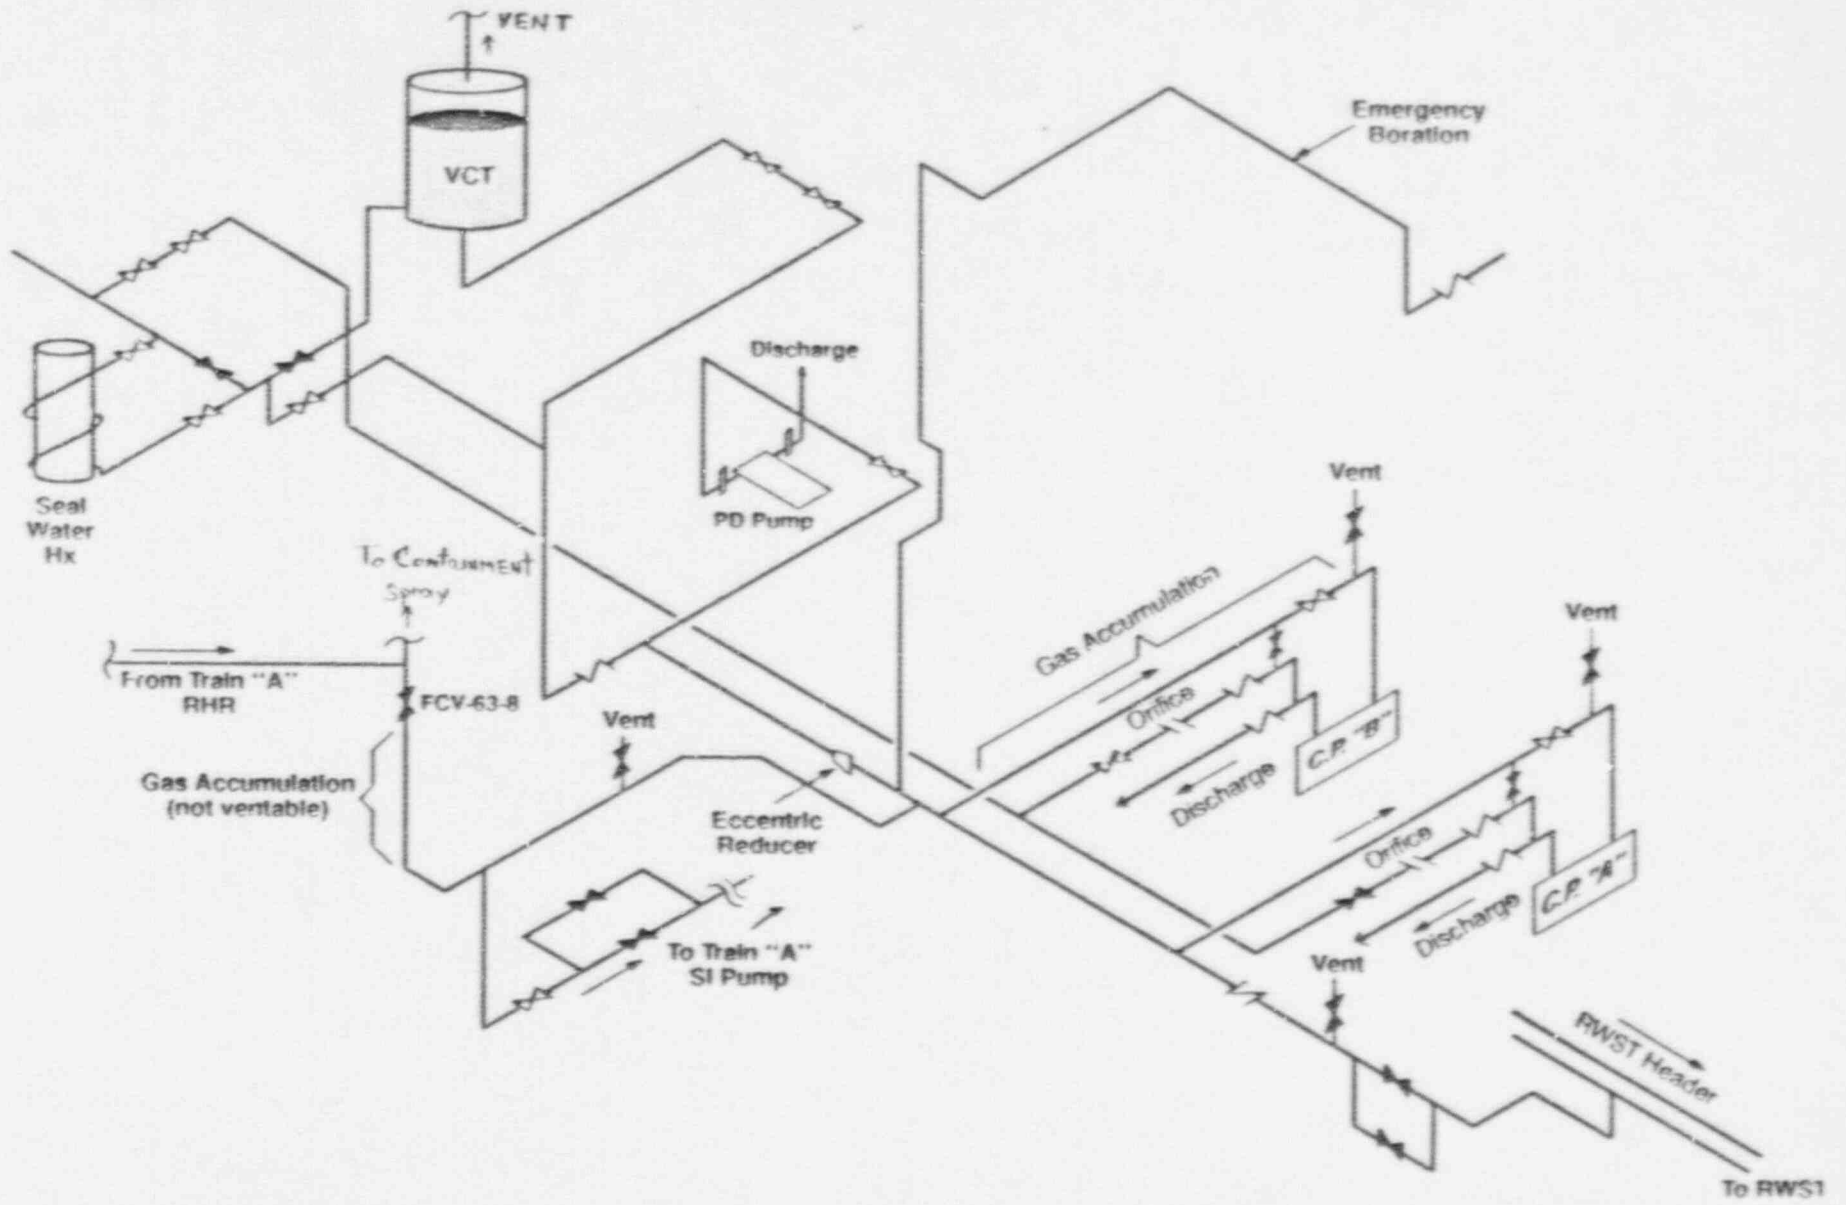 VENT
VCT
Emergency
Boration
Discharge
PD Pump
Seal
Water
Hx
To Containment
Spray
From Train "A"
RHR
FCV-63-8
Gas Accumulation
(not ventable)
Vent
Eccentric
Reducer
To Train "A"
SI Pump
Vent
Gas Accumulation
Orifice
Discharge
C.P. "B"
Vent
Orifice
Discharge
C.P. "A"
Vent
RWST Header
To RWST